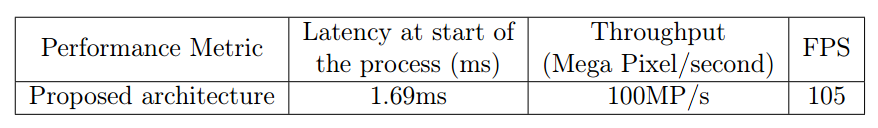 Performance Metric
Latency at start of
the process (ms)
Throughput
(Mega Pixel/second)
FPS
Proposed architecture
1.69ms
100MP/s
105